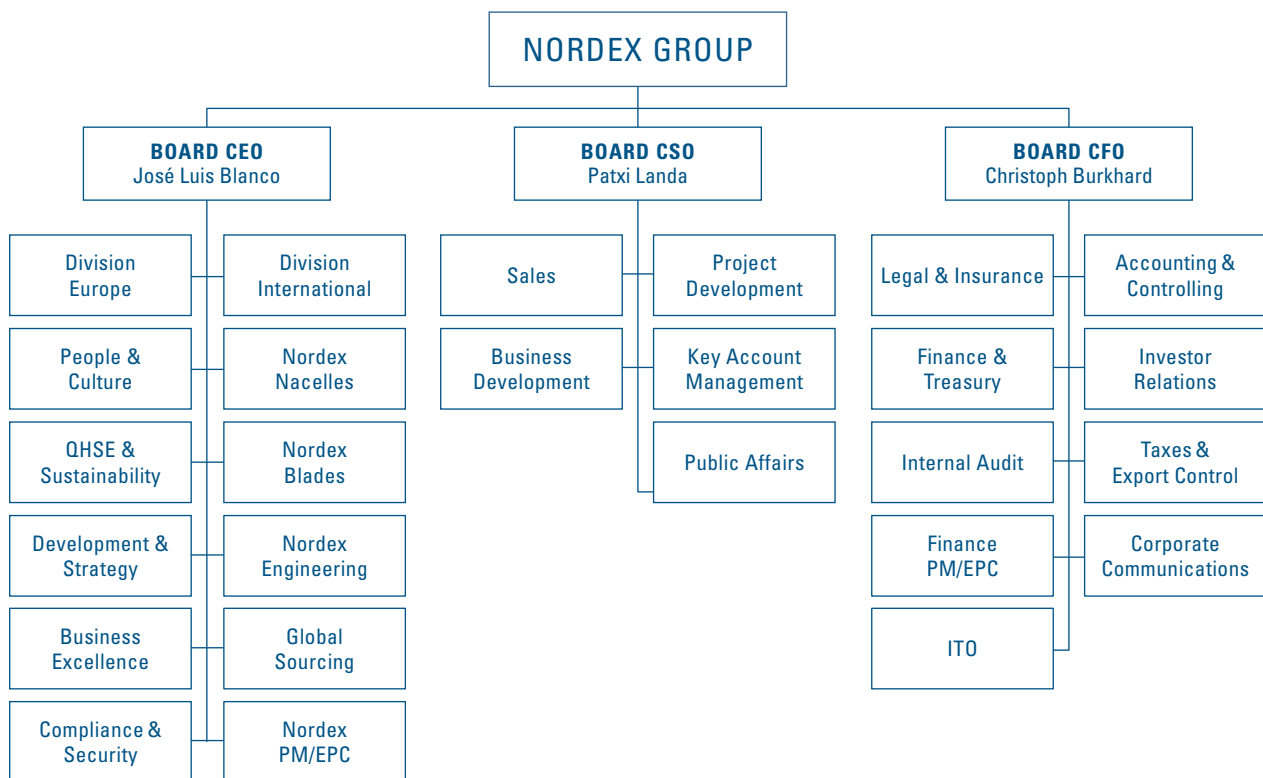 NORDEX GROUP
BOARD CEO
José Luis Blanco
BOARD CSO
Patxi Landa
BOARD CFO
Christoph Burkhard
Division
Europe
Division
International
People &
Culture
Nordex
Nacelles
QHSE &
Sustainability
Nordex
Blades
Development &
Strategy
Nordex
Engineering
Business
Excellence
Global
Sourcing
Compliance &
Security
Nordex
PM/EPC
Sales
Project
Development
Business
Development
Key Account
Management
Public Affairs
Legal & Insurance
Accounting &
Controlling
Finance &
Treasury
Investor
Relations
Internal Audit
Taxes &
Export Control
Finance
PM/EPC
Corporate
Communications
ITO